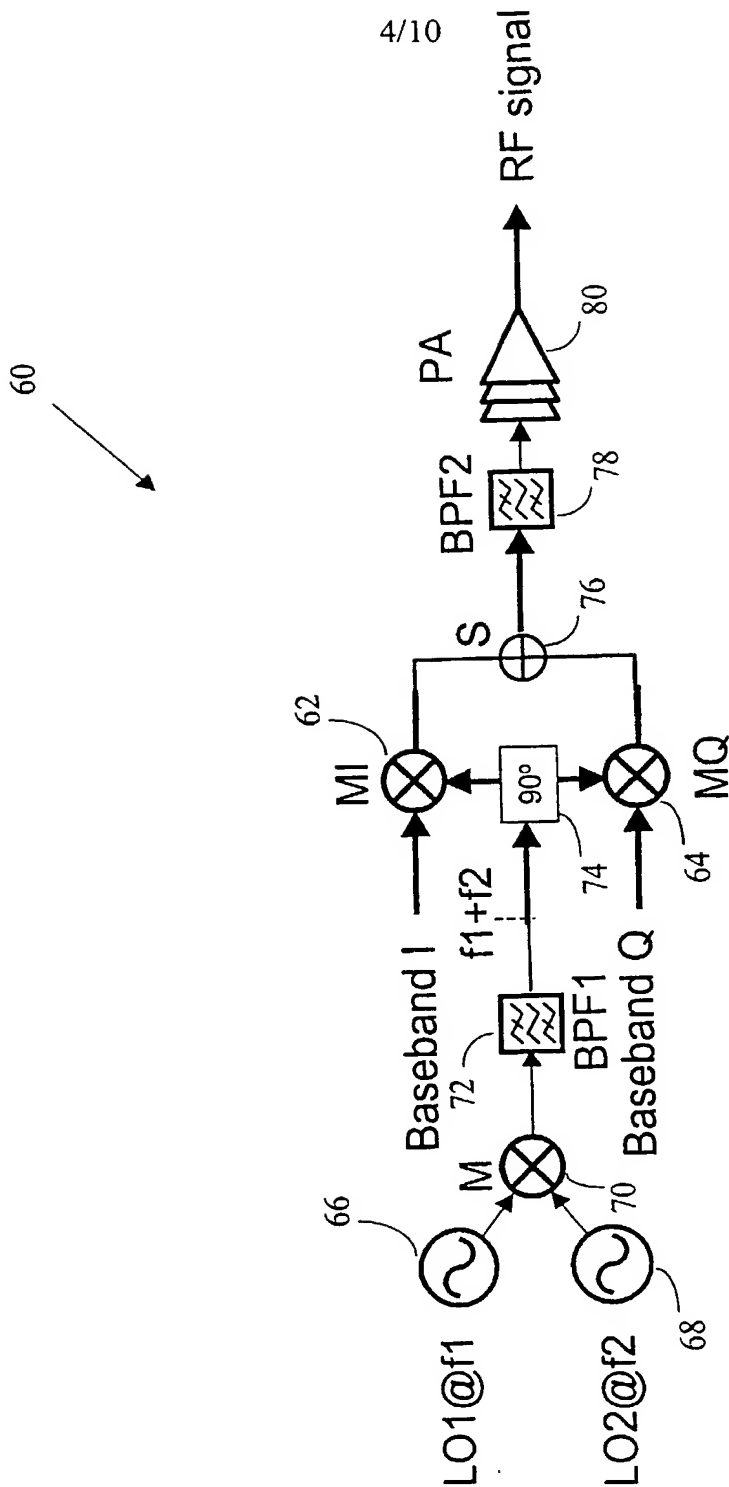 4/10
60
LO1@f1
66
LO2@f2
68
M
70
72
BPF1
f1+f2
Baseband I
Baseband Q
MI
62
90°
74
MQ
64
S
76
BPF2
78
PA
80
RF signal